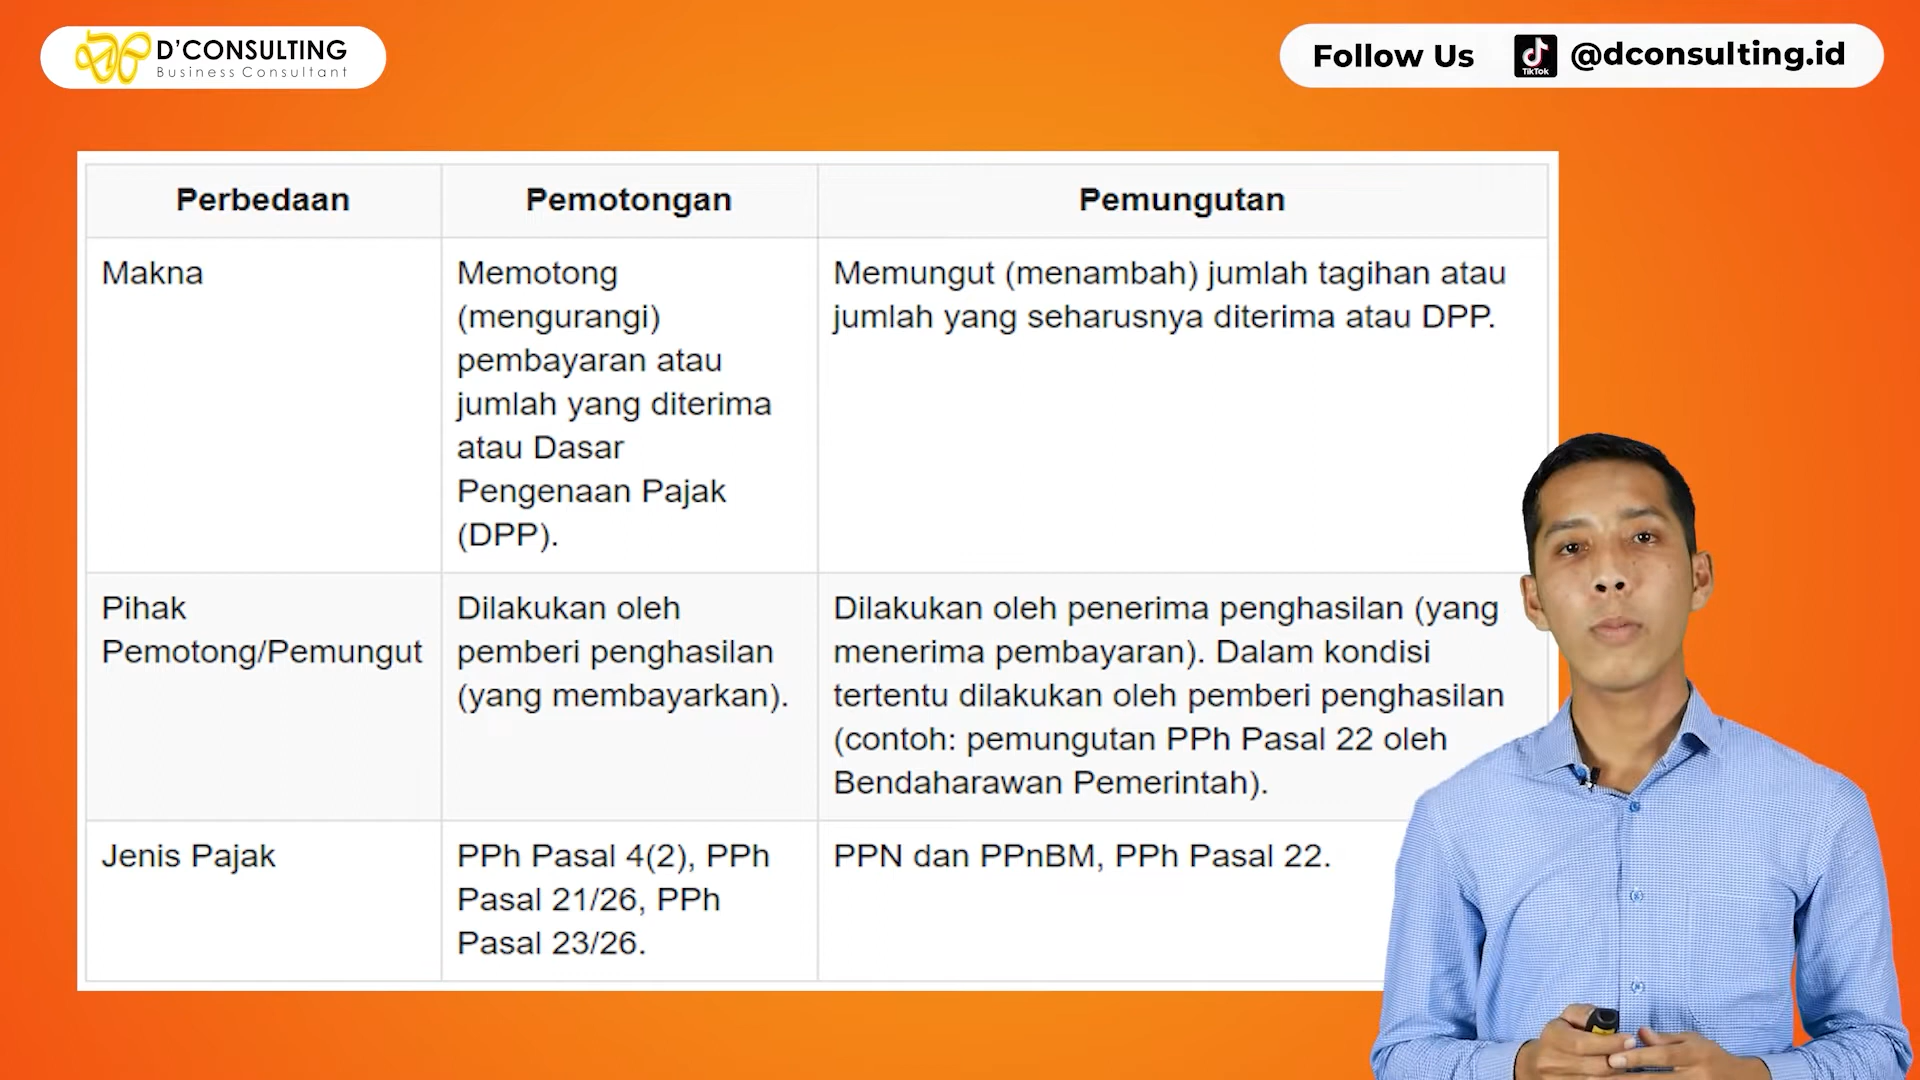 D'CONSULTING
Business Consultant
Follow Us
TikTok
@dconsulting.id
Perbedaan
Pemotongan
Pemungutan
Makna
Memotong
(mengurangi)
pembayaran atau
jumlah yang diterima
atau Dasar
Pengenaan Pajak
(DPP).
Memungut (menambah) jumlah tagihan atau
jumlah yang seharusnya diterima atau DPP.
Pihak
Pemotong/Pemungut
Dilakukan oleh
pemberi penghasilan
(yang membayarkan).
Dilakukan oleh penerima penghasilan (yang
menerima pembayaran). Dalam kondisi
tertentu dilakukan oleh pemberi penghasilan
(contoh: pemungutan PPh Pasal 22 oleh
Bendaharawan Pemerintah).
Jenis Pajak
PPh Pasal 4(2), PPh
Pasal 21/26, PPh
Pasal 23/26.
PPN dan PPnBM, PPh Pasal 22.